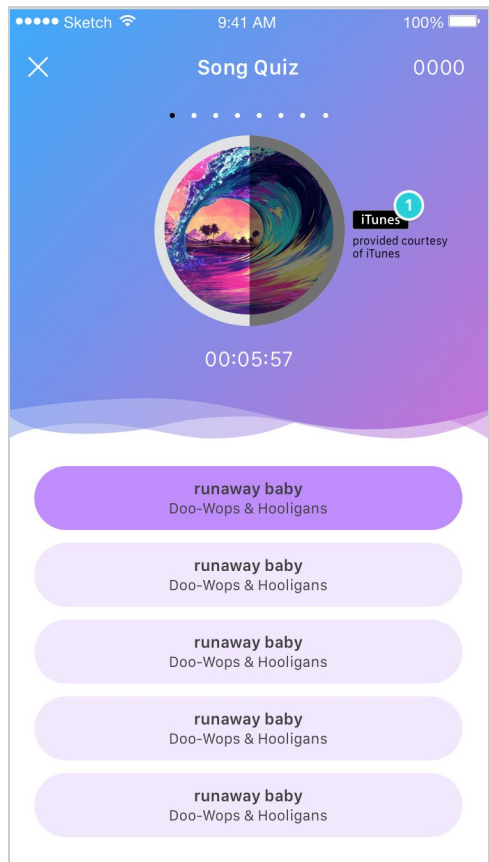 Sketch 9:41 AM 100%
Song Quiz 0000
1
iTunes
provided courtesy
of iTunes
00:05:57
runaway baby
Doo-Wops & Hooligans
runaway baby
Doo-Wops & Hooligans
runaway baby
Doo-Wops & Hooligans
runaway baby
Doo-Wops & Hooligans
runaway baby
Doo-Wops & Hooligans